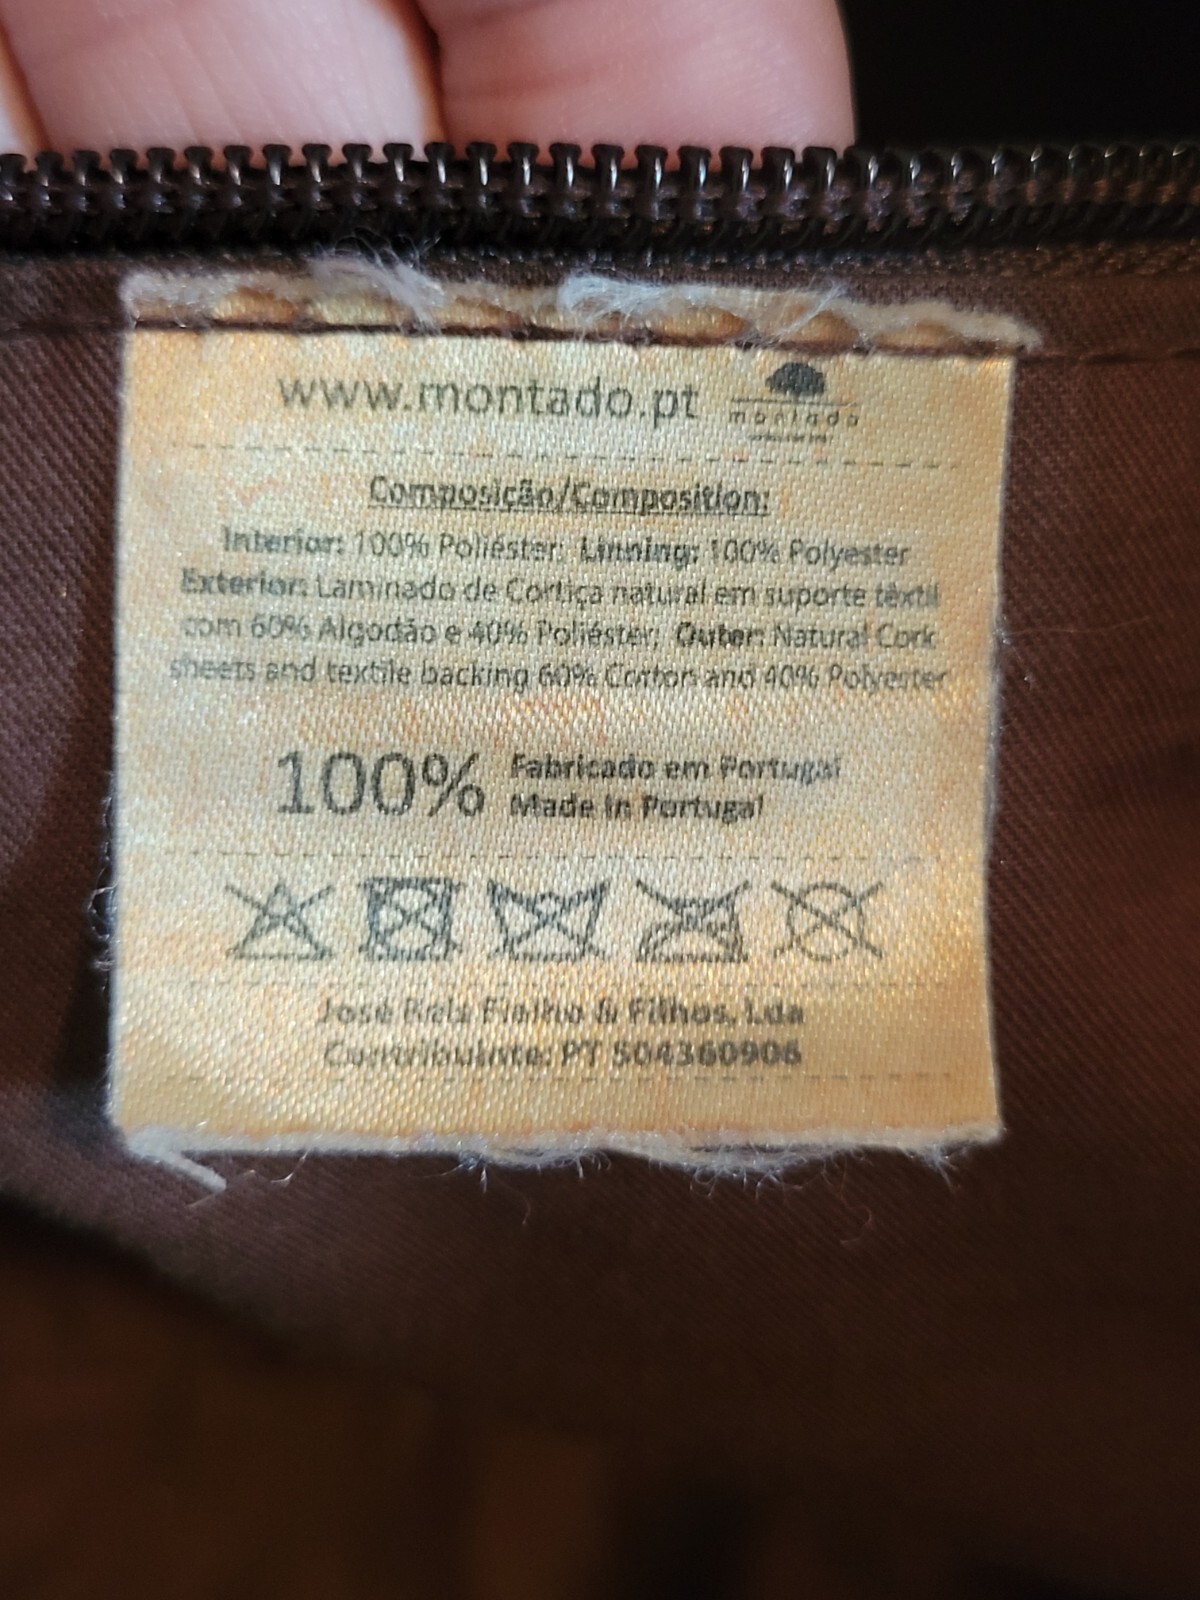 www.montado.pt
montado
Composição/Composition:
Interior: 100% Poliéster; Linning: 100% Polyester
Exterior: Laminado de Cortiça natural em suporte têxtil
com 60% Algodão e 40% Poliéster; Outer: Natural Cork
sheets and textile backing 60% Cotton and 40% Polyester
100%
Fabricado em Portugal
Made in Portugal
José Reis Fialho & Filhos, Lda
Contribuinte: PT 504360906